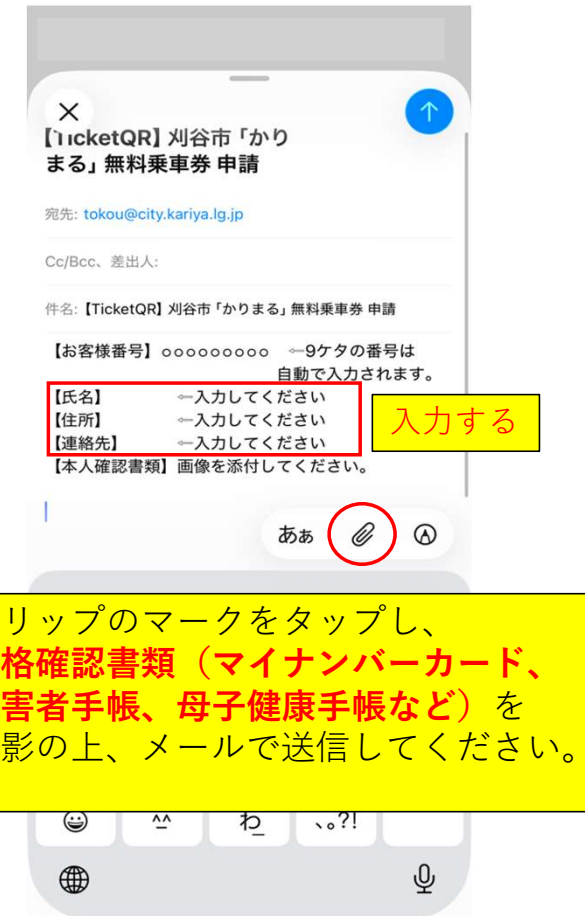 【TicketQR】刈谷市「かり
まる」無料乗車券 申請
宛先: tokou@city.kariya.lg.jp
Cc/Bcc、差出人:
件名:【TicketQR】刈谷市「かりまる」無料乗車券 申請
【お客様番号】○○○○○○○○○ ⇦9ケタの番号は
自動で入力されます。
【氏名】 ⇦入力してください
【住所】 ⇦入力してください
【連絡先】 ⇦入力してください
入力する
【本人確認書類】画像を添付してください。
あぁ
リップのマークをタップし、
格確認書類（マイナンバーカード、
害者手帳、母子健康手帳など）を
影の上、メールで送信してください。
^^ わ_ 、。?!